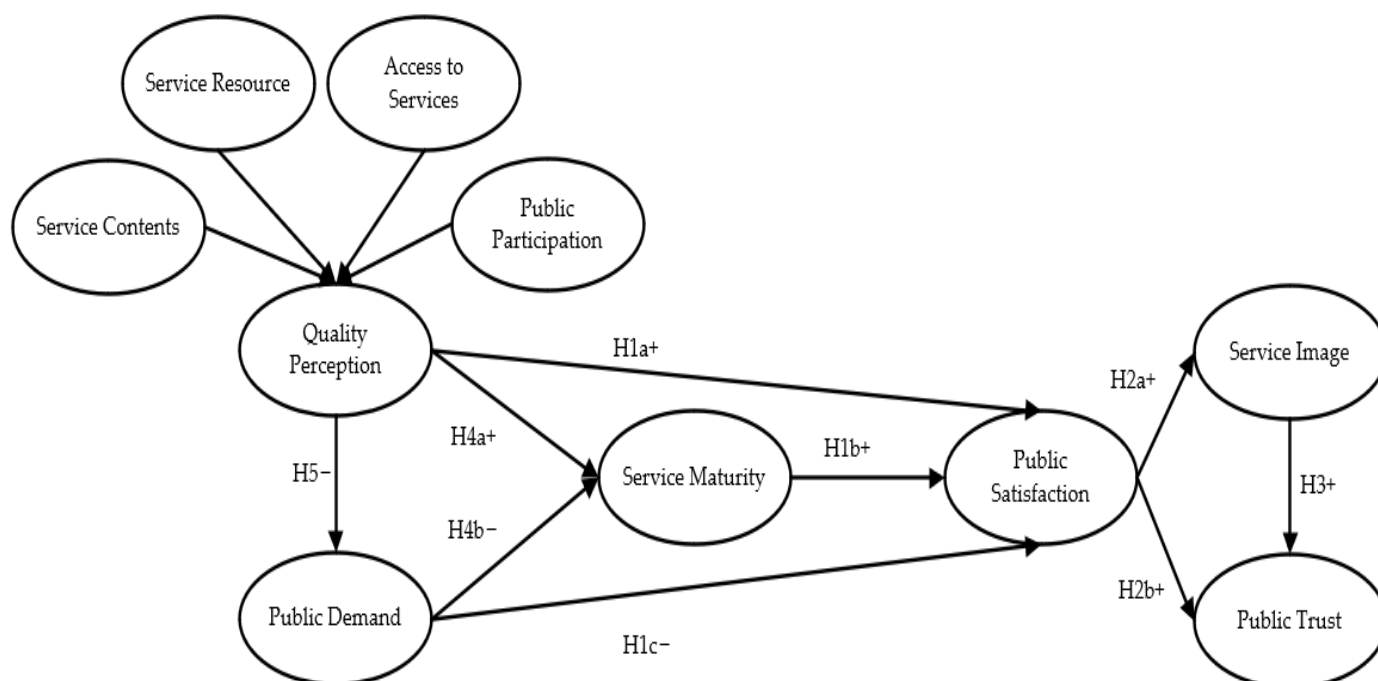 Service Resource
Access to
Services
Service Contents
Public
Participation
Quality
Perception
H1a+
Service Image
H2a+
H4a+
H5−
Service Maturity
H1b+
Public
Satisfaction
H3+
H4b−
H2b+
Public Demand
H1c−
Public Trust